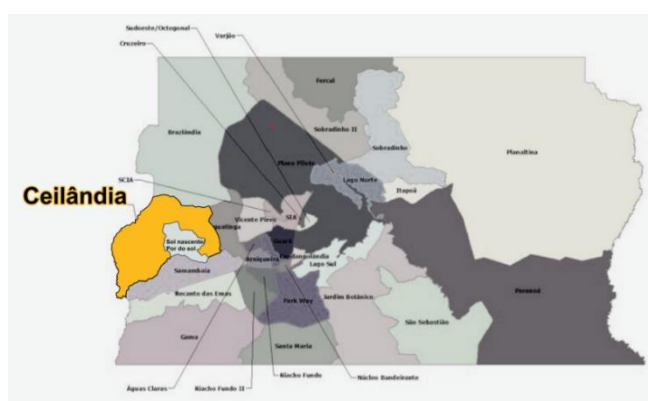 Sudoeste/Octogonal
Cruzeiro
Varjão
Fercal
Sobradinho II
Brazlândia
Sobradinho
Planaltina
Plano Piloto
Lago Norte
SCIA
Itapoã
Ceilândia
Vicente Pires
SIA
Taguatinga
Sol nascente
Por do sol
Guará
Candangolândia
Arniqueira
Lago Sul
Samambaia
Recanto das Emas
Park Way
Jardim Botânico
Paranoá
São Sebastião
Gama
Santa Maria
Riacho Fundo
Núcleo Bandeirante
Águas Claras
Riacho Fundo II